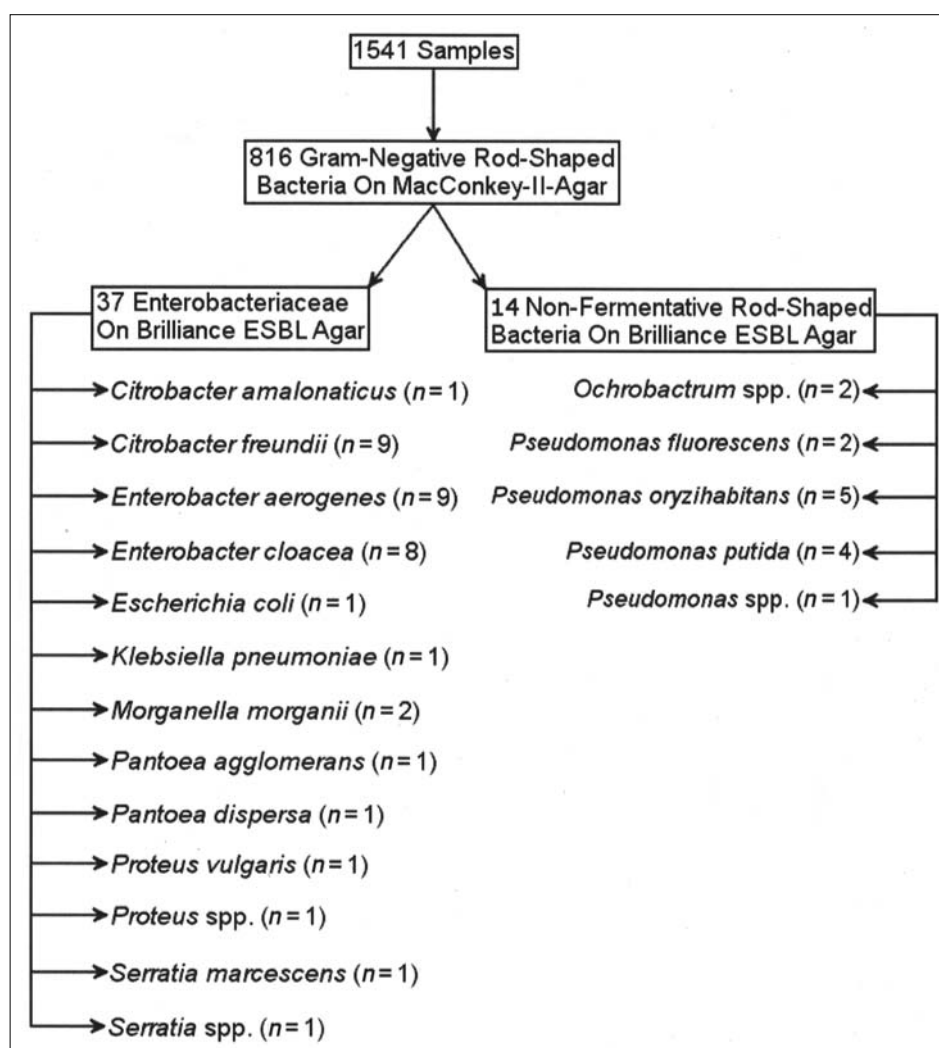 1541 Samples
816 Gram-Negative Rod-Shaped
Bacteria On MacConkey-II-Agar
37 Enterobacteriaceae
On Brilliance ESBL Agar
14 Non-Fermentative Rod-Shaped
Bacteria On Brilliance ESBL Agar
Citrobacter amalonaticus (n=1)
Citrobacter freundii (n=9)
Enterobacter aerogenes (n=9)
Enterobacter cloacea (n=8)
Escherichia coli (n=1)
Klebsiella pneumoniae (n=1)
Morganella morganii (n=2)
Pantoea agglomerans (n=1)
Pantoea dispersa (n=1)
Proteus vulgaris (n=1)
Proteus spp. (n=1)
Serratia marcescens (n=1)
Serratia spp. (n=1)
Ochrobactrum spp. (n=2)
Pseudomonas fluorescens (n=2)
Pseudomonas oryzihabitans (n=5)
Pseudomonas putida (n=4)
Pseudomonas spp. (n=1)